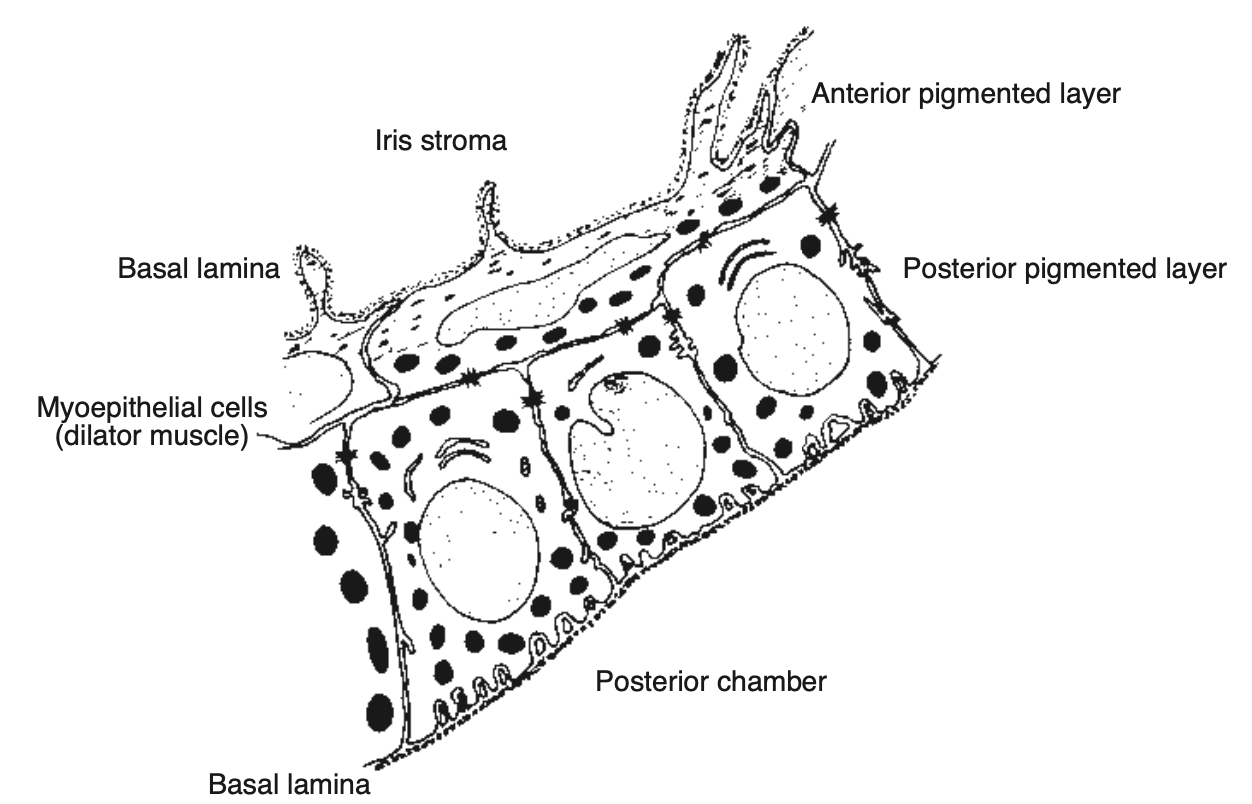 Anterior pigmented layer
Iris stroma
Basal lamina
Posterior pigmented layer
Myoepithelial cells
(dilator muscle)
Posterior chamber
Basal lamina